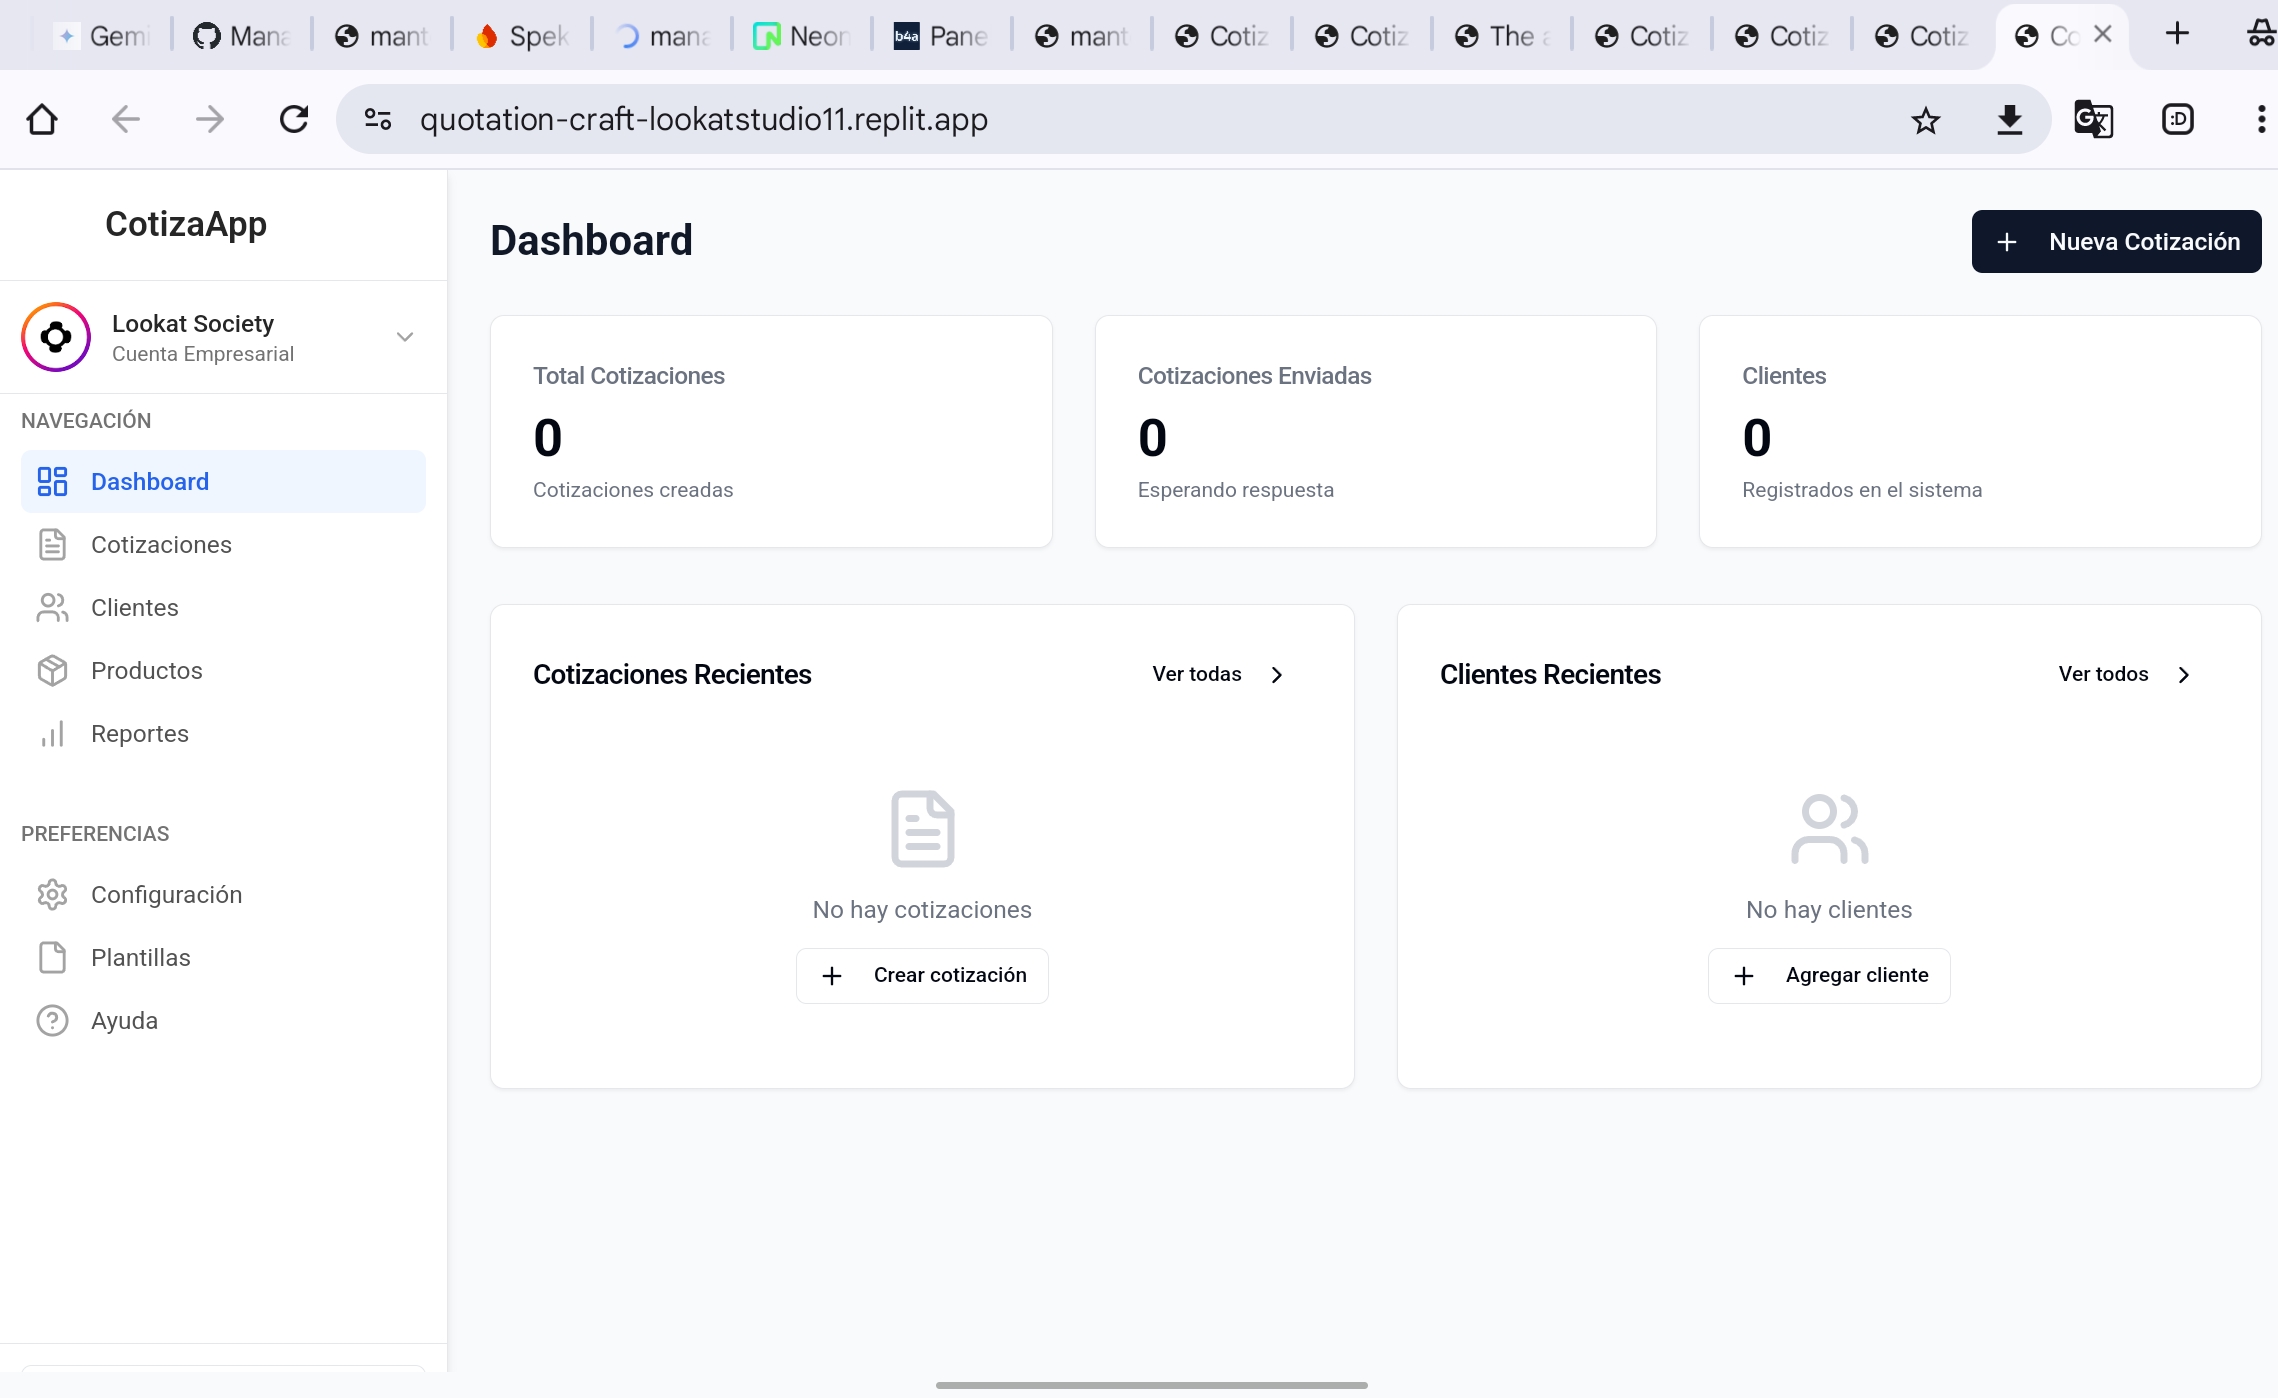 Gemi
Mana
mant
Spek
mana
Neon
b4a
Pane
mant
Cotiz
Cotiz
The a
Cotiz
Cotiz
Cotiz
Co
quotation-craft-lookatstudio11.replit.app
:D
CotizaApp
Lookat Society
Cuenta Empresarial
NAVEGACIÓN
Dashboard
Cotizaciones
Clientes
Productos
Reportes
PREFERENCIAS
Configuración
Plantillas
Ayuda
Dashboard
Nueva Cotización
Total Cotizaciones
0
Cotizaciones creadas
Cotizaciones Enviadas
0
Esperando respuesta
Clientes
0
Registrados en el sistema
Cotizaciones Recientes
Ver todas
No hay cotizaciones
Crear cotización
Clientes Recientes
Ver todos
No hay clientes
Agregar cliente